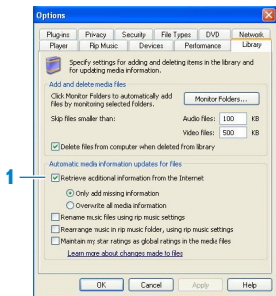 Options
Plug-ins Privacy Security File Types DVD Network
Player Rip Music Devices Performance Library
Specify settings for adding and deleting items in the library and
for updating media information.
Add and delete media files
Click Monitor Folders to automatically add
files by monitoring selected folders.
Monitor Folders...
Skip files smaller than: Audio files: 100 KB
Video files: 500 KB
Delete files from computer when deleted from library
Automatic media information updates for files
1
Retrieve additional information from the Internet
Only add missing information
Overwrite all media information
Rename music files using rip music settings
Rearrange music in rip music folder, using rip music settings
Maintain my star ratings as global ratings in the media files
Learn more about changes made to files
OK Cancel Apply Help